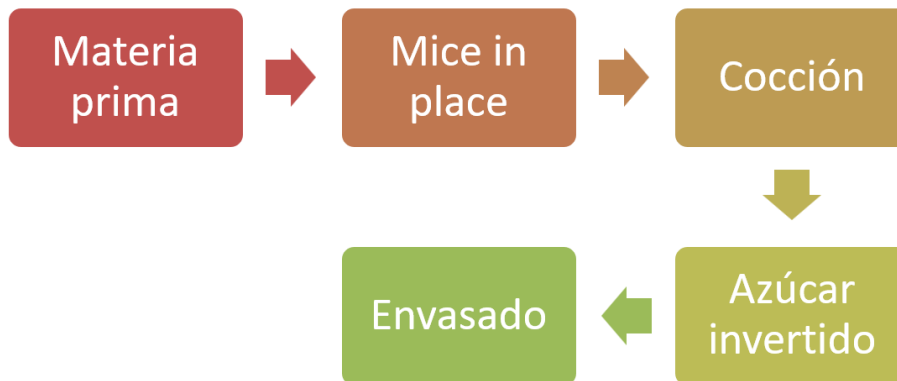 Materia
prima
Mice in
place
Cocción
Azúcar
invertido
Envasado